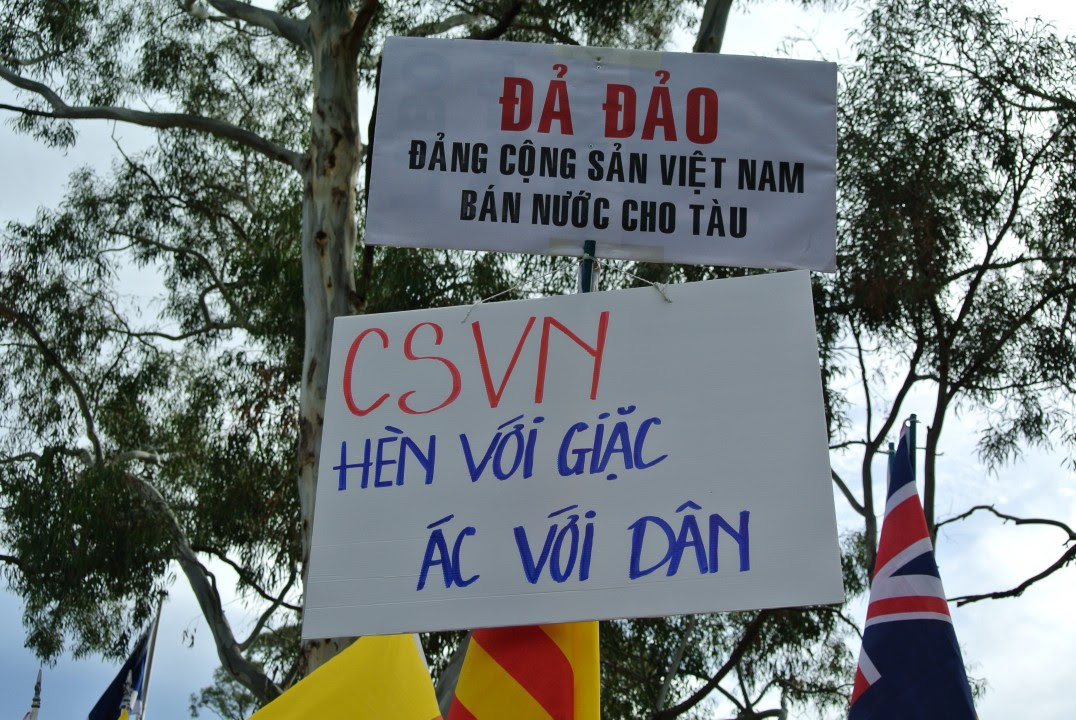 ĐẢ ĐẢO
ĐẢNG CỘNG SẢN VIỆT NAM
BÁN NƯỚC CHO TÀU
CSVN
HÈN VỚI GIẶC
ÁC VỚI DÂN